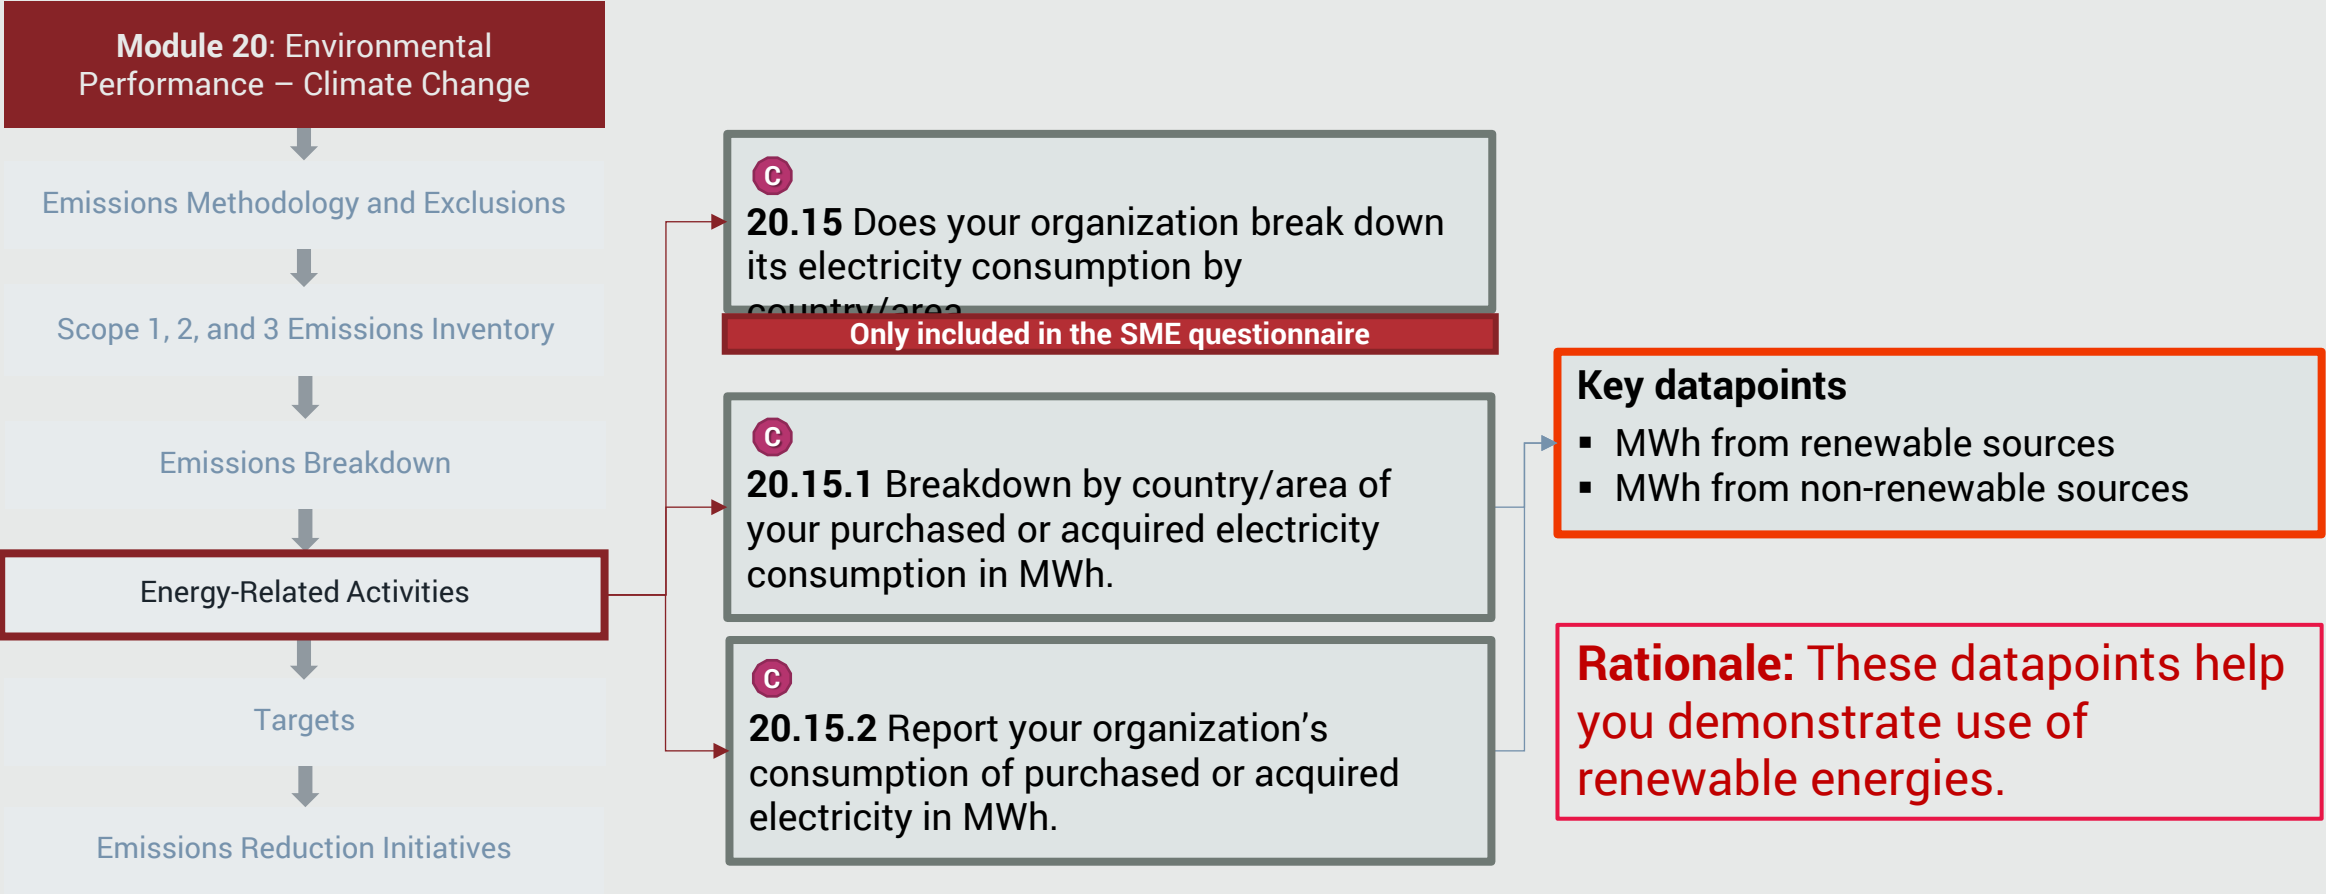 Module 20: Environmental
Performance – Climate Change
Emissions Methodology and Exclusions
Scope 1, 2, and 3 Emissions Inventory
Emissions Breakdown
Energy-Related Activities
Targets
Emissions Reduction Initiatives
C
20.15 Does your organization break down
its electricity consumption by
country/area
Only included in the SME questionnaire
C
20.15.1 Breakdown by country/area of
your purchased or acquired electricity
consumption in MWh.
C
20.15.2 Report your organization’s
consumption of purchased or acquired
electricity in MWh.
Key datapoints
▪ MWh from renewable sources
▪ MWh from non-renewable sources
Rationale: These datapoints help
you demonstrate use of
renewable energies.